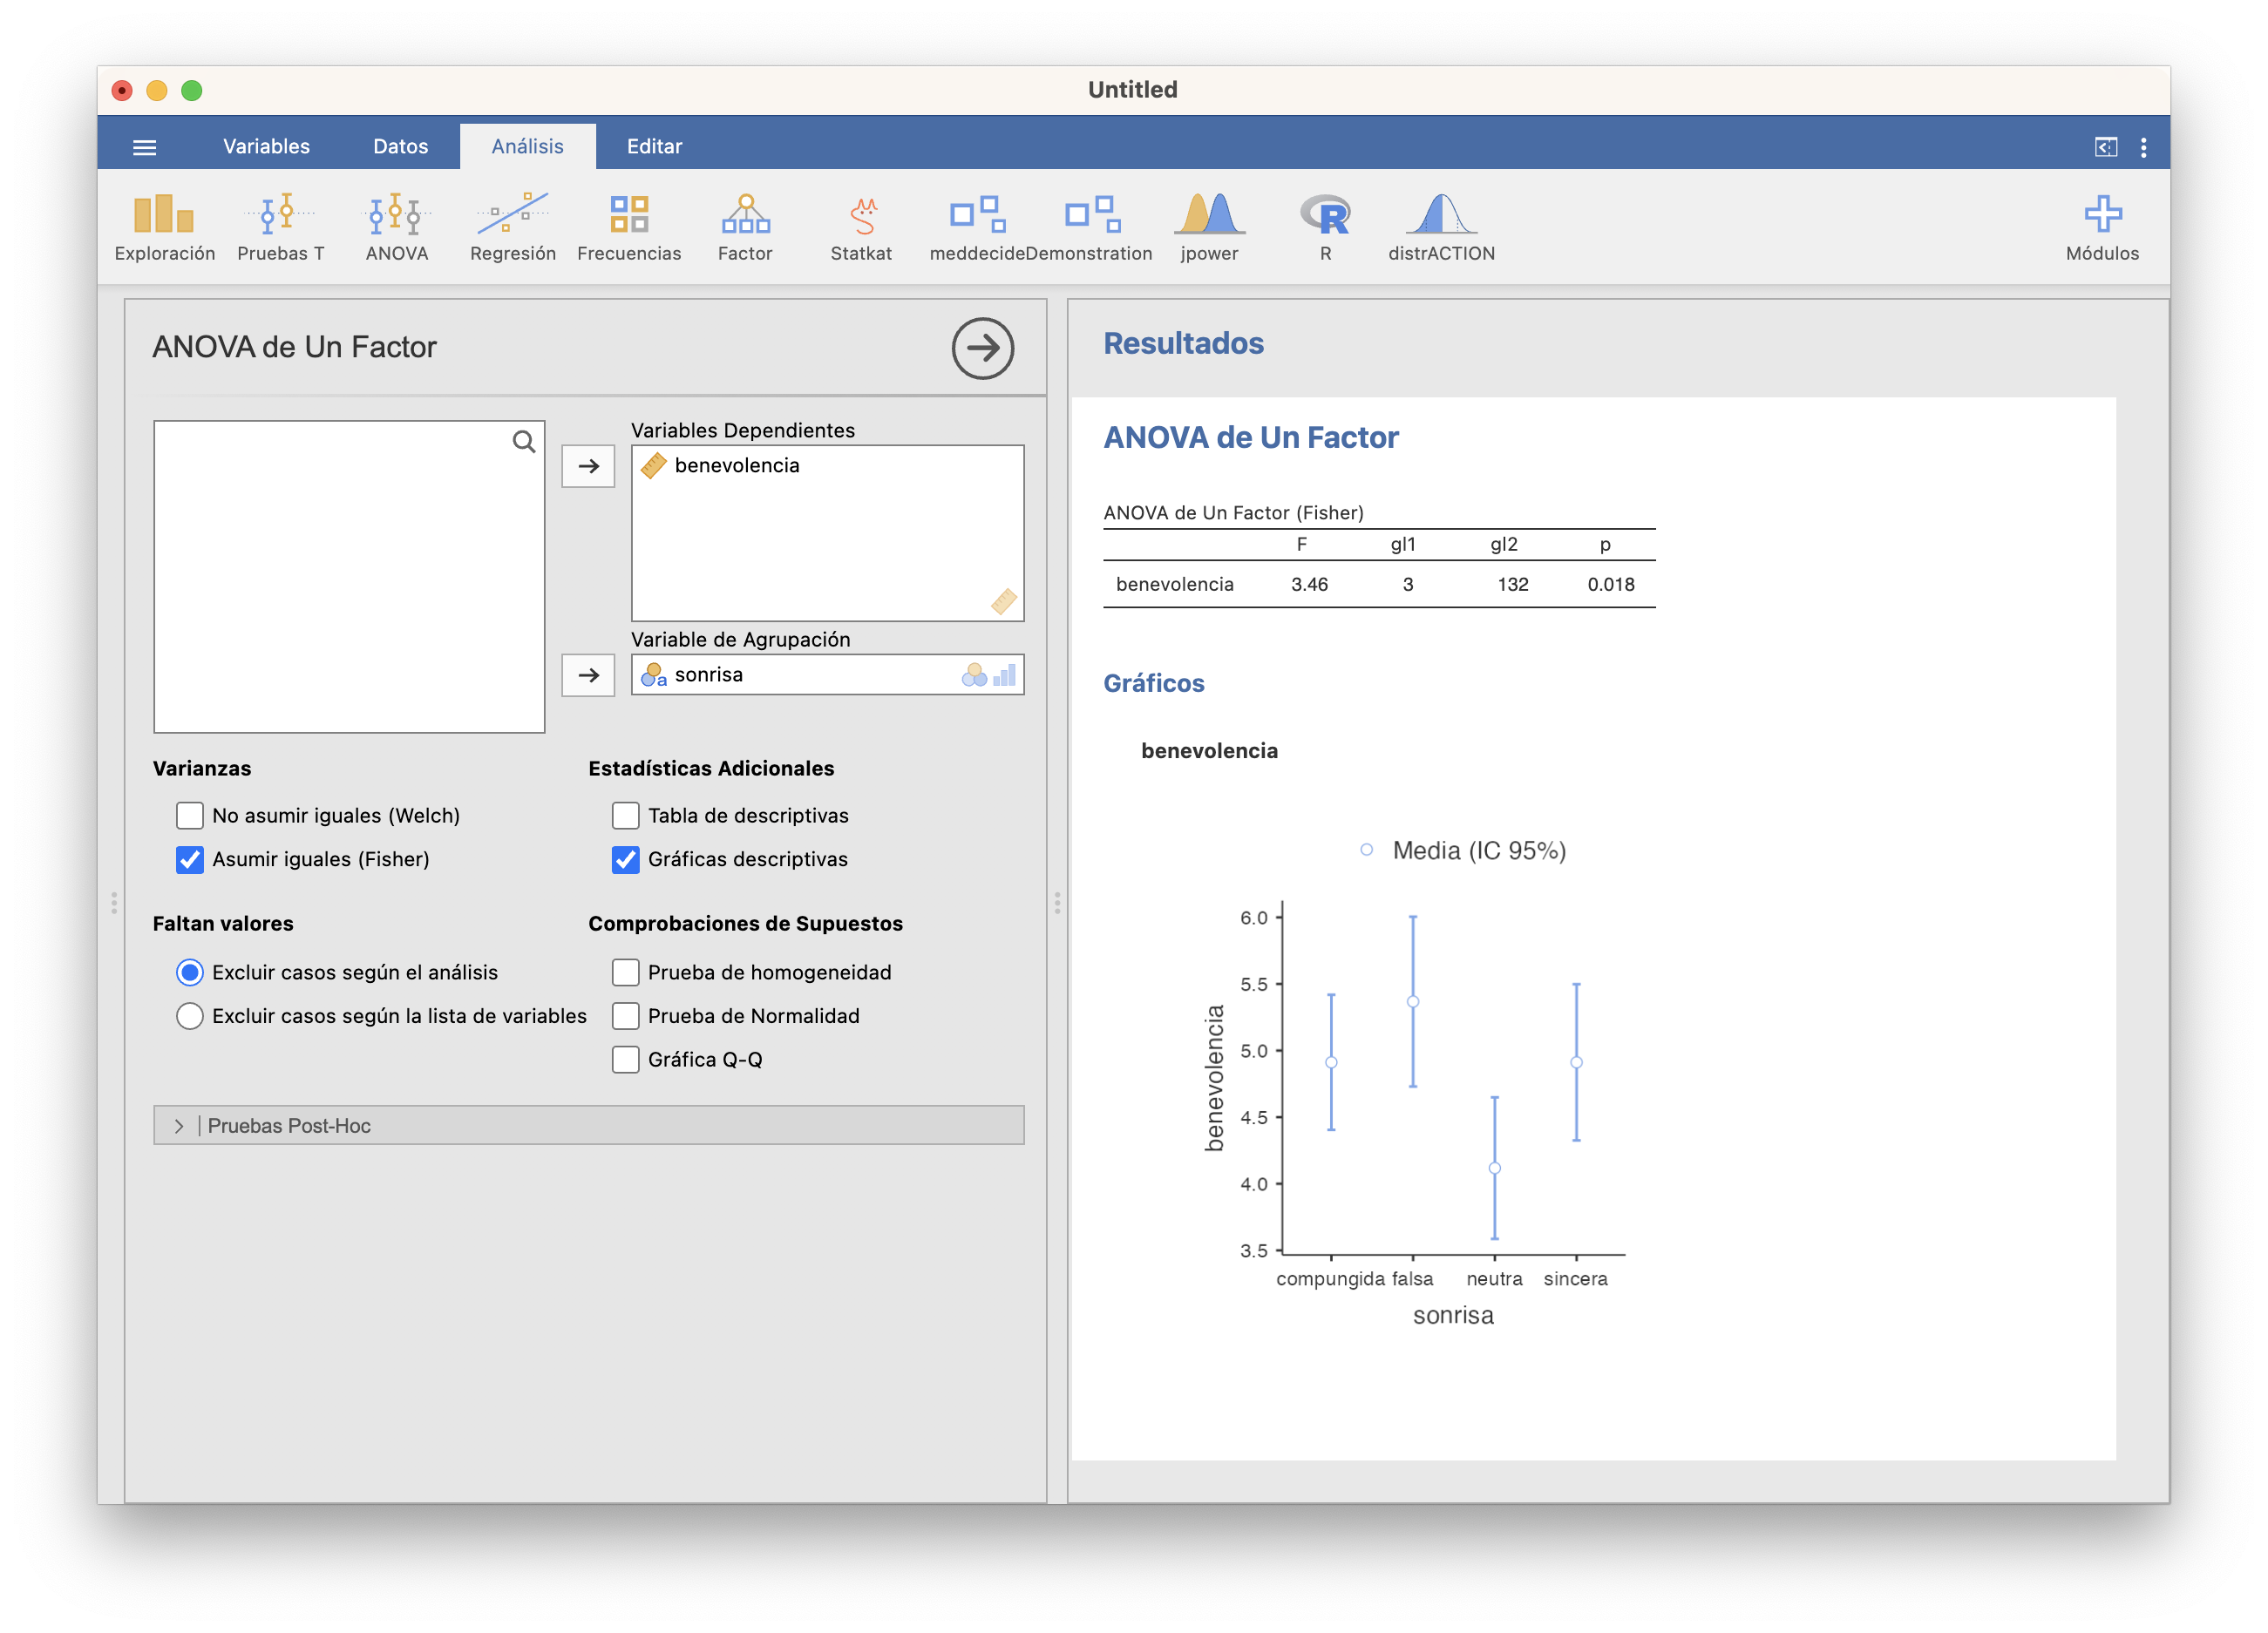 Untitled
Variables Datos Análisis Editar
Exploración Pruebas T ANOVA Regresión Frecuencias Factor Statkat meddecide Demonstration jpower R distrACTION Módulos
ANOVA de Un Factor
Variables Dependientes
benevolencia
Variable de Agrupación
a sonrisa
Varianzas
No asumir iguales (Welch)
Asumir iguales (Fisher)
Estadísticas Adicionales
Tabla de descriptivas
Gráficas descriptivas
Faltan valores
Excluir casos según el análisis
Excluir casos según la lista de variables
Comprobaciones de Supuestos
Prueba de homogeneidad
Prueba de Normalidad
Gráfica Q-Q
| Pruebas Post-Hoc
Resultados
ANOVA de Un Factor
ANOVA de Un Factor (Fisher)
F gl1 gl2 p
benevolencia 3.46 3 132 0.018
Gráficos
benevolencia
Media (IC 95%)
6.0
5.5
5.0
4.5
4.0
3.5
benevolencia
compungida falsa neutra sincera
sonrisa